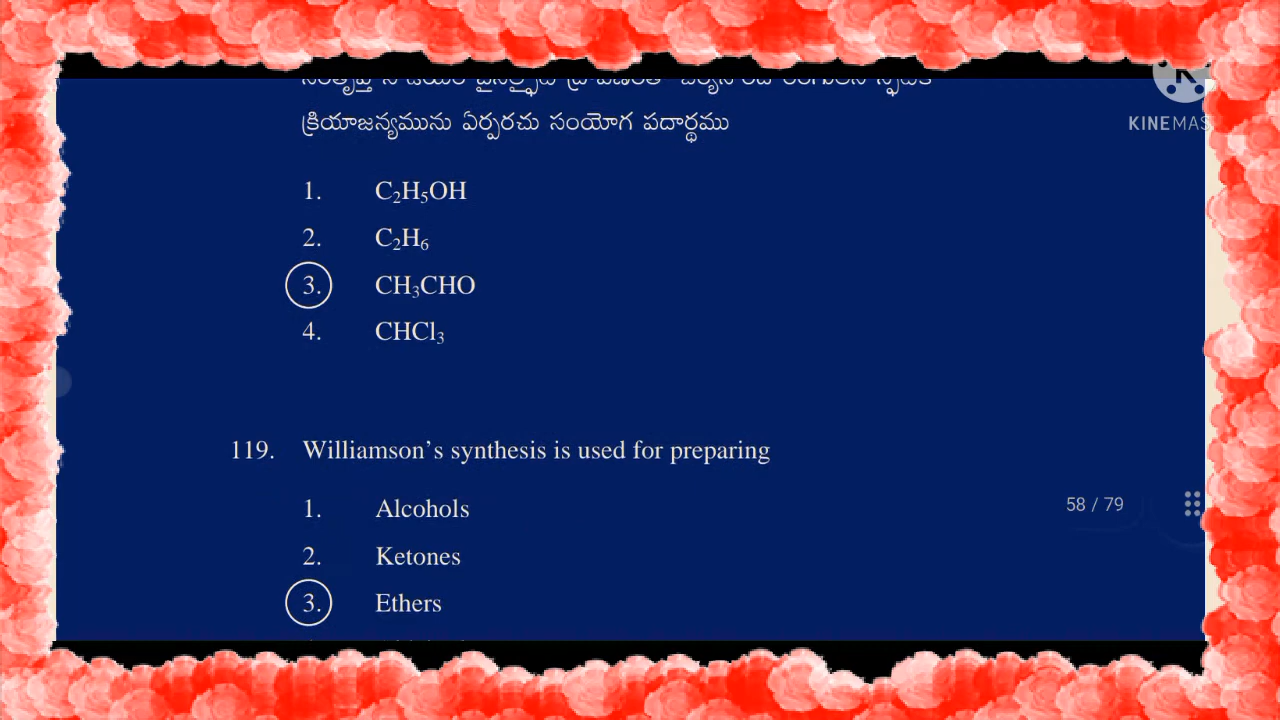 క్రియాజన్యమును ఏర్పరచు సంయోగ పదార్థము
KINEMAS
1. C₂H₅OH
2. C₂H₆
3. CH₃CHO
4. CHCl₃
119. Williamson's synthesis is used for preparing
1. Alcohols
58 / 79
2. Ketones
3. Ethers